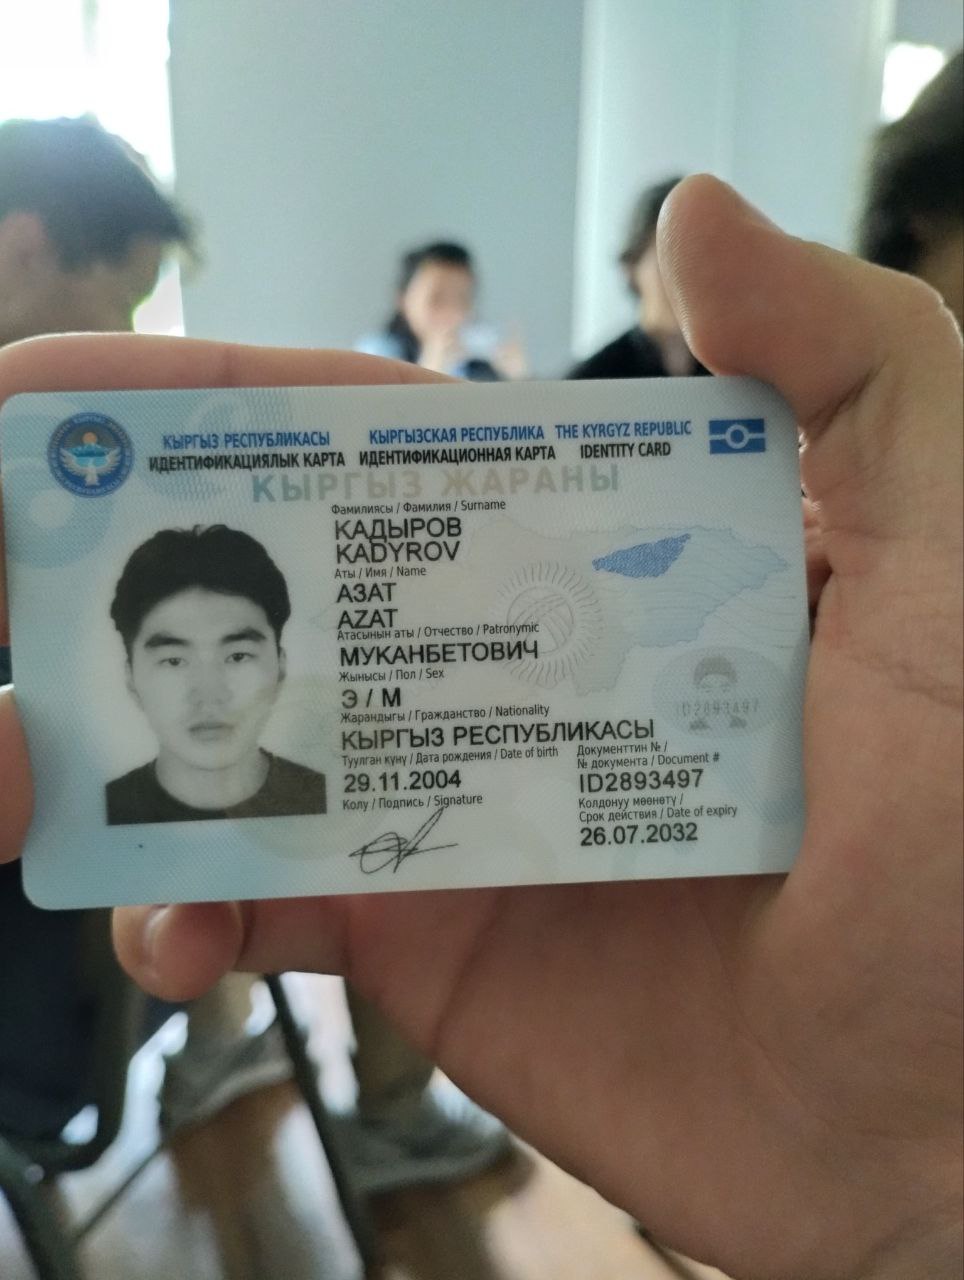 КЫРГЫЗ РЕСПУБЛИКАСЫ КЫРГЫЗСКАЯ РЕСПУБЛИКА THE KYRGYZ REPUBLIC
ИДЕНТИФИКАЦИЯЛЫК КАРТА ИДЕНТИФИКАЦИОННАЯ КАРТА IDENTITY CARD
КЫРГЫЗ ЖАРАНЫ
Фамилиясы / Фамилия / Surname
КАДЫРОВ
KADYROV
Аты / Имя / Name
АЗАТ
AZAT
Атасынын аты / Отчество / Patronymic
МУКАНБЕТОВИЧ
Жынысы / Пол / Sex
Э / М
Жарандыгы / Гражданство / Nationality
КЫРГЫЗ РЕСПУБЛИКАСЫ
Туулган күнү / Дата рождения / Date of birth
29.11.2004
Документтин № /
№ документа / Document #
ID2893497
Колу / Подпись / Signature
Колдонуу мөөнөтү /
Срок действия / Date of expiry
26.07.2032
ID2893497